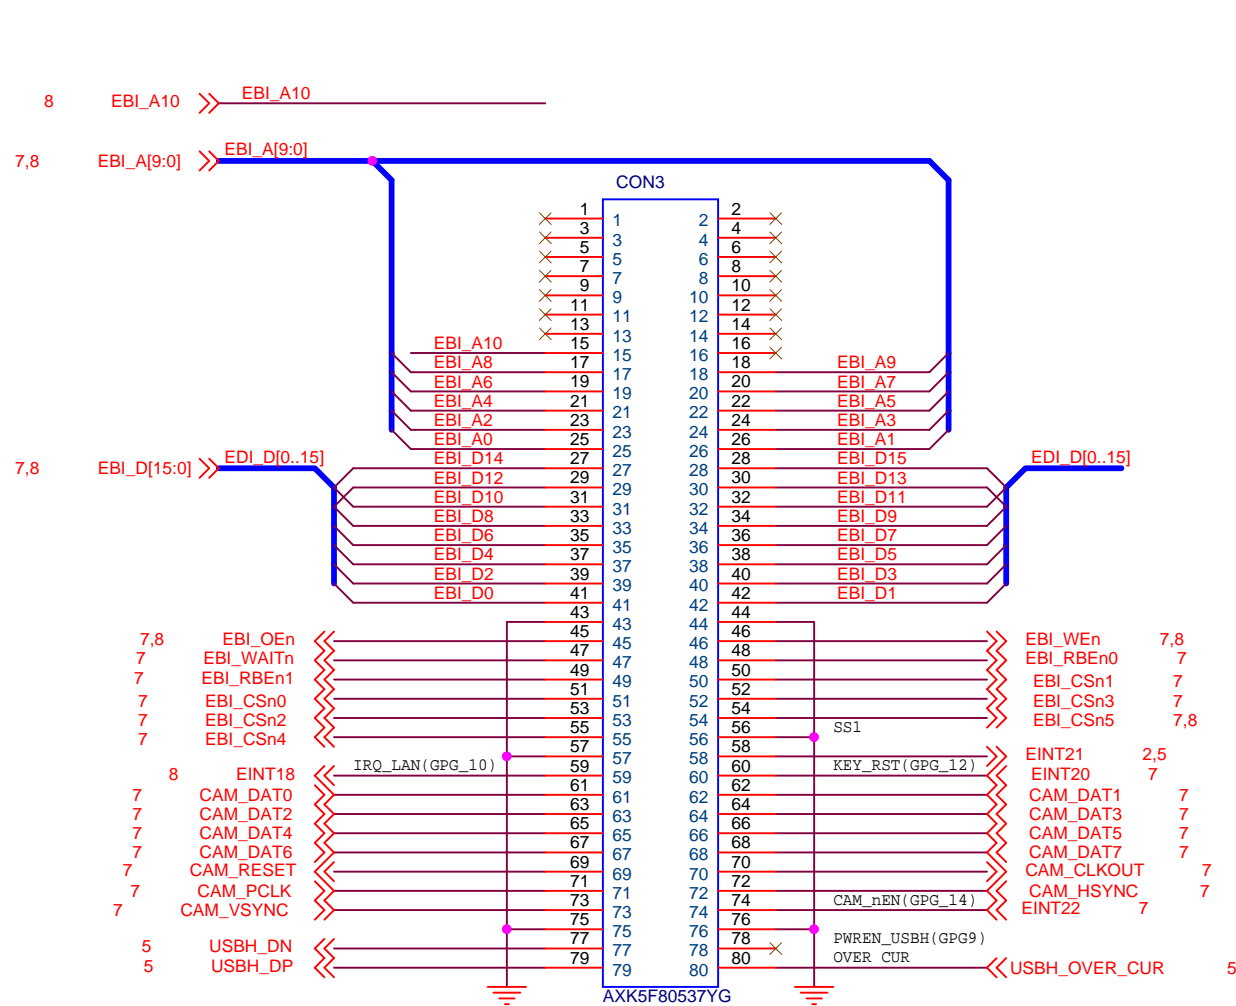 8 EBI_A10 EBI_A10
7,8 EBI_A[9:0] EBI_A[9:0]
CON3
1 1 2 2
3 3 4 4
5 5 6 6
7 7 8 8
9 9 10 10
11 11 12 12
13 13 14 14
EBI_A10 15 15 16 16
EBI_A8 17 17 18 18 EBI_A9
EBI_A6 19 19 20 20 EBI_A7
EBI_A4 21 21 22 22 EBI_A5
EBI_A2 23 23 24 24 EBI_A3
EBI_A0 25 25 26 26 EBI_A1
7,8 EBI_D[15:0] EDI_D[0..15] EBI_D14 27 27 28 28 EBI_D15 EDI_D[0..15]
EBI_D12 29 29 30 30 EBI_D13
EBI_D10 31 31 32 32 EBI_D11
EBI_D8 33 33 34 34 EBI_D9
EBI_D6 35 35 36 36 EBI_D7
EBI_D4 37 37 38 38 EBI_D5
EBI_D2 39 39 40 40 EBI_D3
EBI_D0 41 41 42 42 EBI_D1
43 43 44 44
7,8 EBI_OEn 45 45 46 46 EBI_WEn 7,8
7 EBI_WAITn 47 47 48 48 EBI_RBEn0 7
7 EBI_RBEn1 49 49 50 50 EBI_CSn1 7
7 EBI_CSn0 51 51 52 52 EBI_CSn3 7
7 EBI_CSn2 53 53 54 54 EBI_CSn5 7,8
7 EBI_CSn4 55 55 56 56 SS1
57 57 58 58 EINT21 2,5
8 EINT18 IRQ_LAN(GPG_10) 59 59 60 60 KEY_RST(GPG_12) EINT20 7
7 CAM_DAT0 61 61 62 62 CAM_DAT1 7
7 CAM_DAT2 63 63 64 64 CAM_DAT3 7
7 CAM_DAT4 65 65 66 66 CAM_DAT5 7
7 CAM_DAT6 67 67 68 68 CAM_DAT7 7
7 CAM_RESET 69 69 70 70 CAM_CLKOUT 7
7 CAM_PCLK 71 71 72 72 CAM_HSYNC 7
7 CAM_VSYNC 73 73 74 74 CAM_nEN(GPG_14) EINT22 7
75 75 76 76
5 USBH_DN 77 77 78 78 PWREN_USBH(GPG9)
5 USBH_DP 79 79 80 80 OVER CUR USBH_OVER_CUR 5
AXK5F80537YG